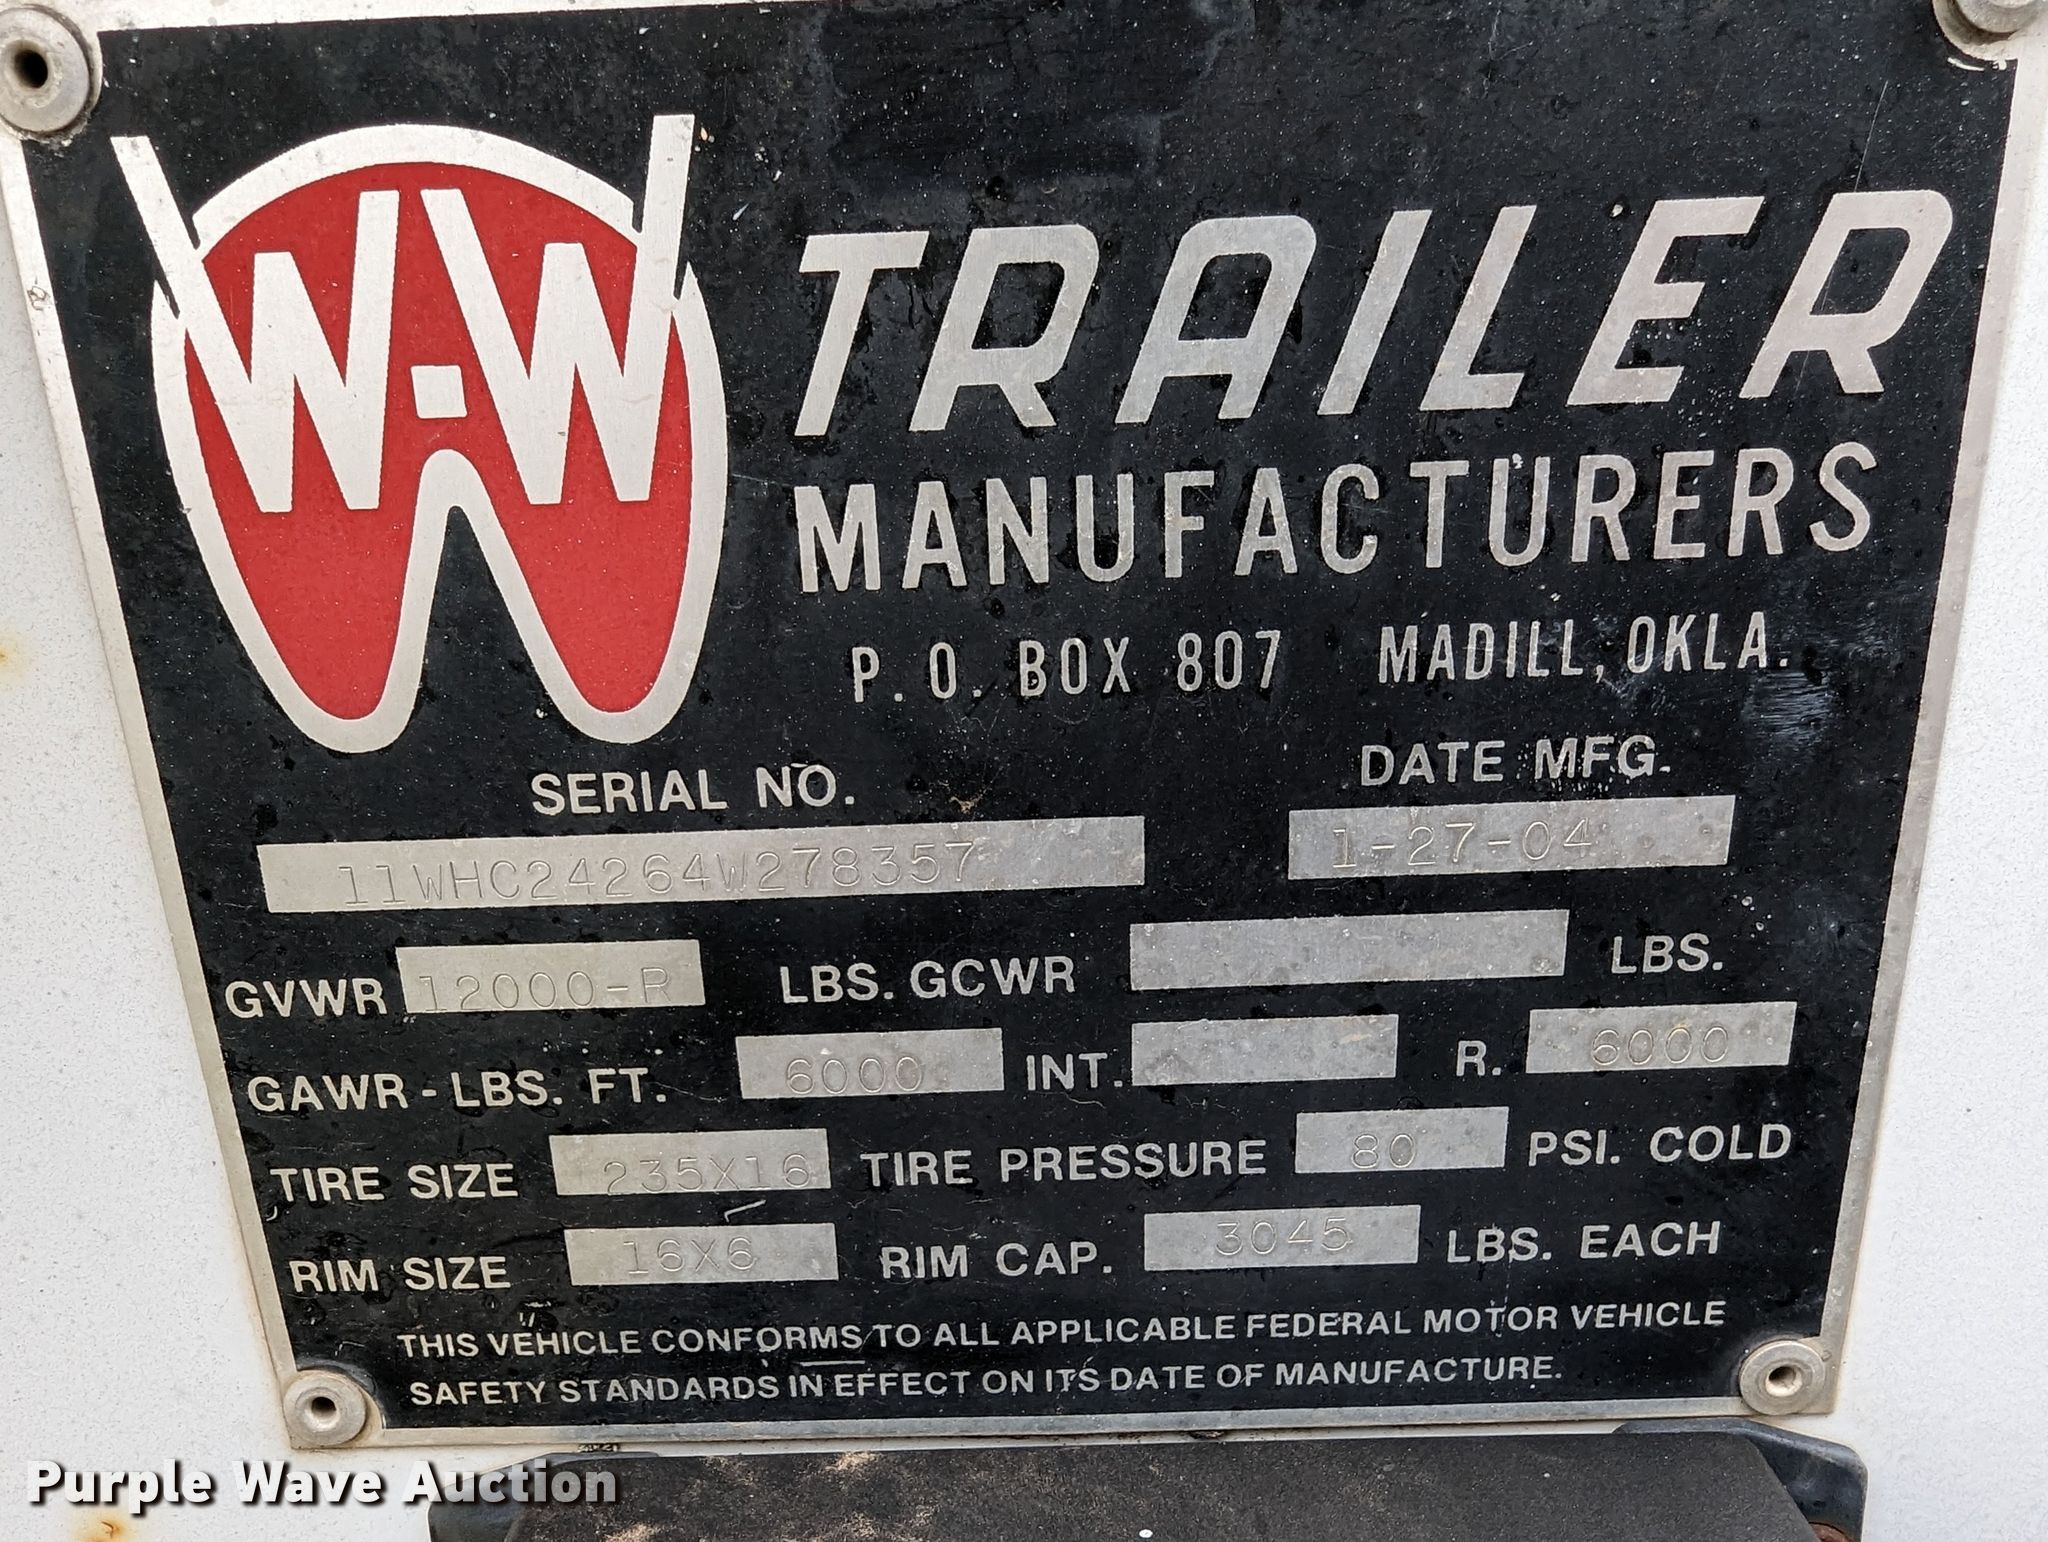 W·W TRAILER
MANUFACTURERS
P. O. BOX 807 MADILL, OKLA.
SERIAL NO. DATE MFG.
11WHC24264W278357 1-27-04
GVWR 12000-R LBS. GCWR LBS.
GAWR - LBS. FT. 6000 INT. R. 6000
TIRE SIZE 235X16 TIRE PRESSURE 80 PSI. COLD
RIM SIZE 16X6 RIM CAP. 3045 LBS. EACH
THIS VEHICLE CONFORMS TO ALL APPLICABLE FEDERAL MOTOR VEHICLE
SAFETY STANDARDS IN EFFECT ON ITS DATE OF MANUFACTURE.
Purple Wave Auction